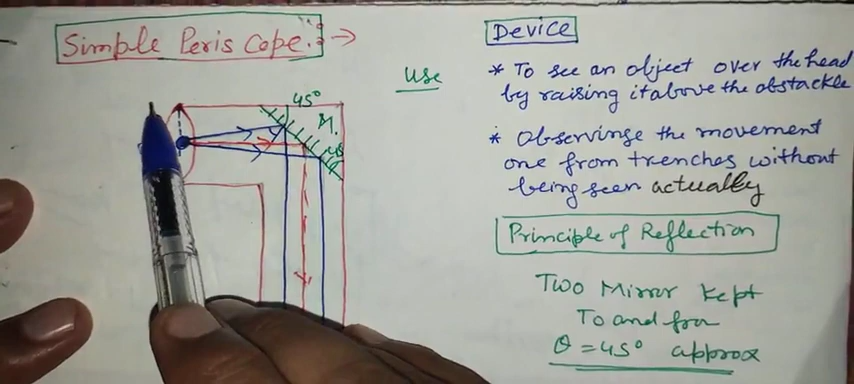 Simple Peris Cope. →
45°
M.
Device
Use
* To see an object over the head
by raising it above the obstackle
* Observinge the movement
one from trenches without
being seen actually
Principle of Reflection
Two Mirror kept
To and fro
θ = 45° approx